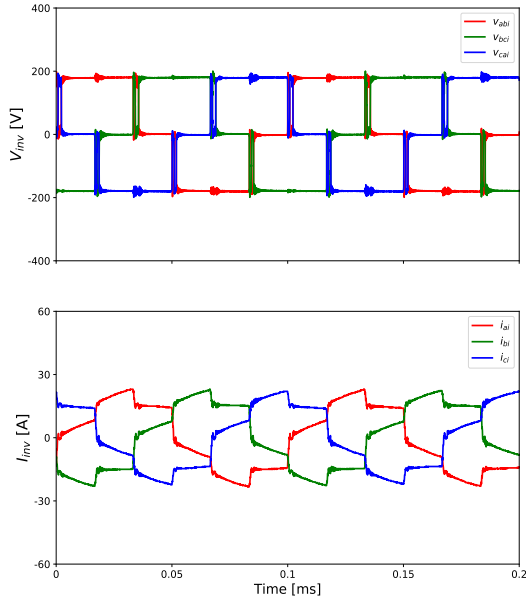 400
200
0
-200
-400
V_inv [V]
v_abi
v_bci
v_cai
60
30
0
-30
-60
I_inv [A]
i_ai
i_bi
i_ci
0
0.05
0.1
0.15
0.2
Time [ms]